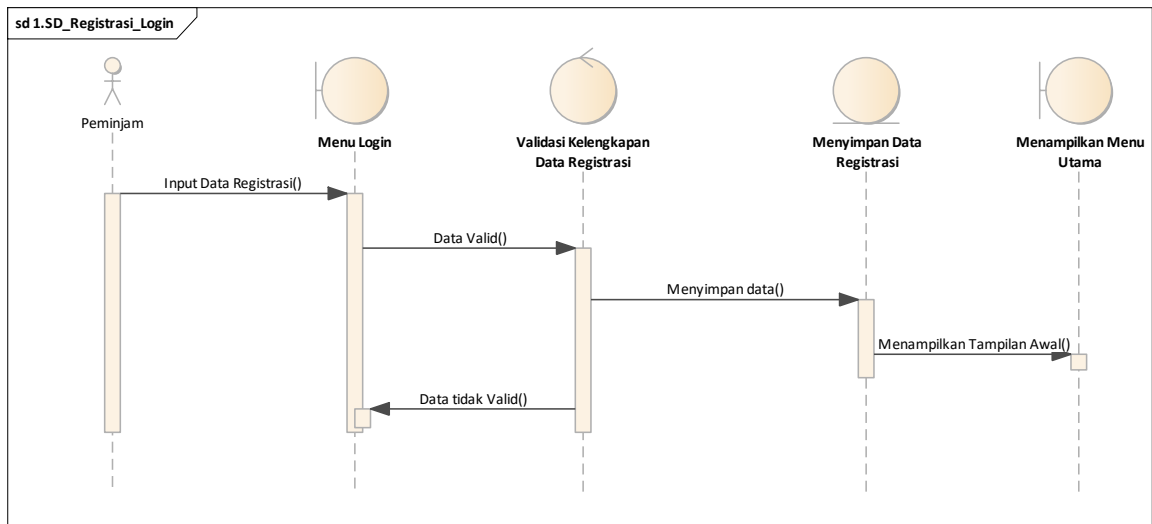 sd 1.SD_Registrasi_Login
Peminjam
Menu Login
Validasi Kelengkapan
Data Registrasi
Menyimpan Data
Registrasi
Menampilkan Menu
Utama
Input Data Registrasi()
Data Valid()
Menyimpan data()
Menampilkan Tampilan Awal()
Data tidak Valid()